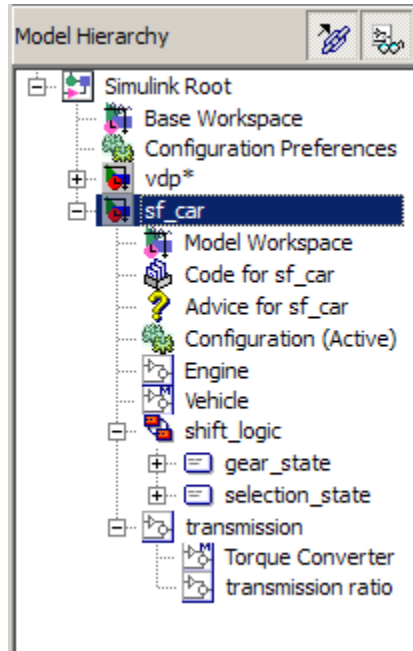 Model Hierarchy
Simulink Root
Base Workspace
Configuration Preferences
vdp*
sf_car
Model Workspace
Code for sf_car
Advice for sf_car
Configuration (Active)
Engine
Vehicle
shift_logic
gear_state
selection_state
transmission
Torque Converter
transmission ratio